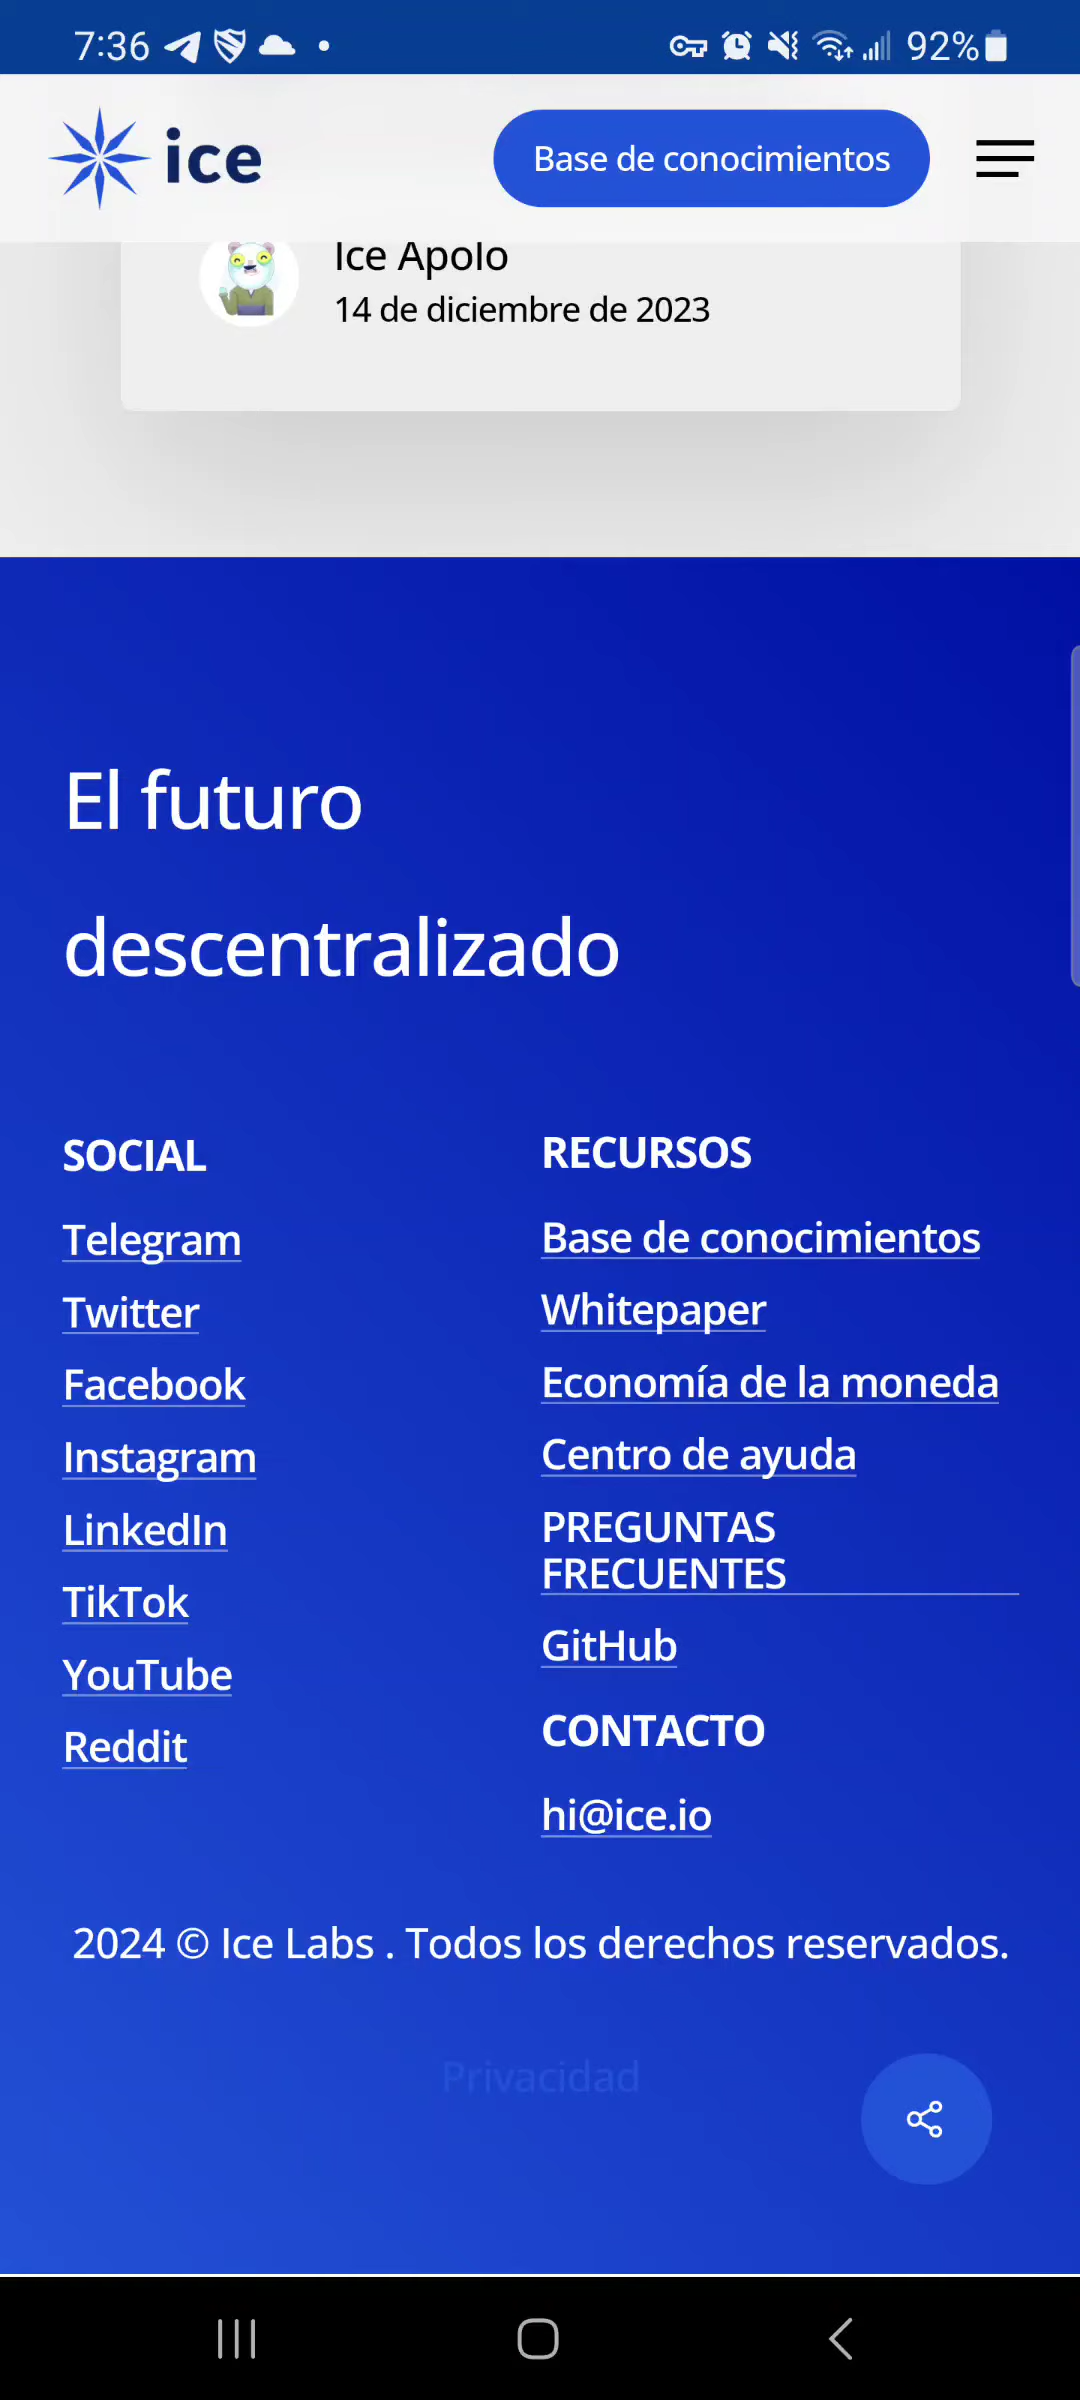 7:36
92%
ice
Base de conocimientos
Ice Apolo
14 de diciembre de 2023
El futuro
descentralizado
SOCIAL
Telegram
Twitter
Facebook
Instagram
LinkedIn
TikTok
YouTube
Reddit
RECURSOS
Base de conocimientos
Whitepaper
Economía de la moneda
Centro de ayuda
PREGUNTAS
FRECUENTES
GitHub
CONTACTO
hi@ice.io
2024 © Ice Labs . Todos los derechos reservados.
Privacidad